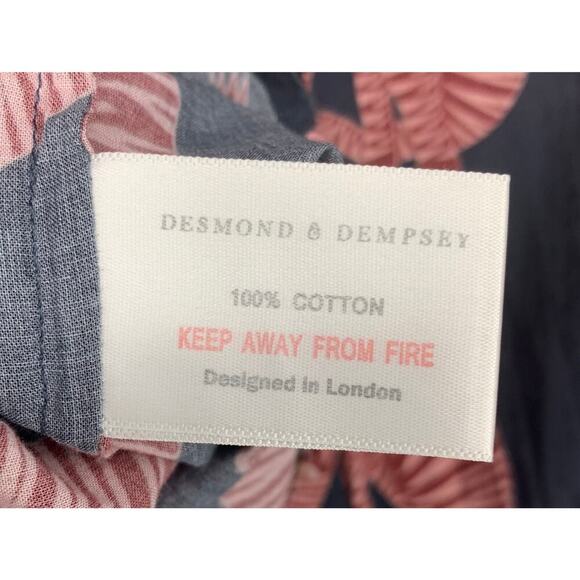 DESMOND & DEMPSEY
100% COTTON
KEEP AWAY FROM FIRE
Designed in London